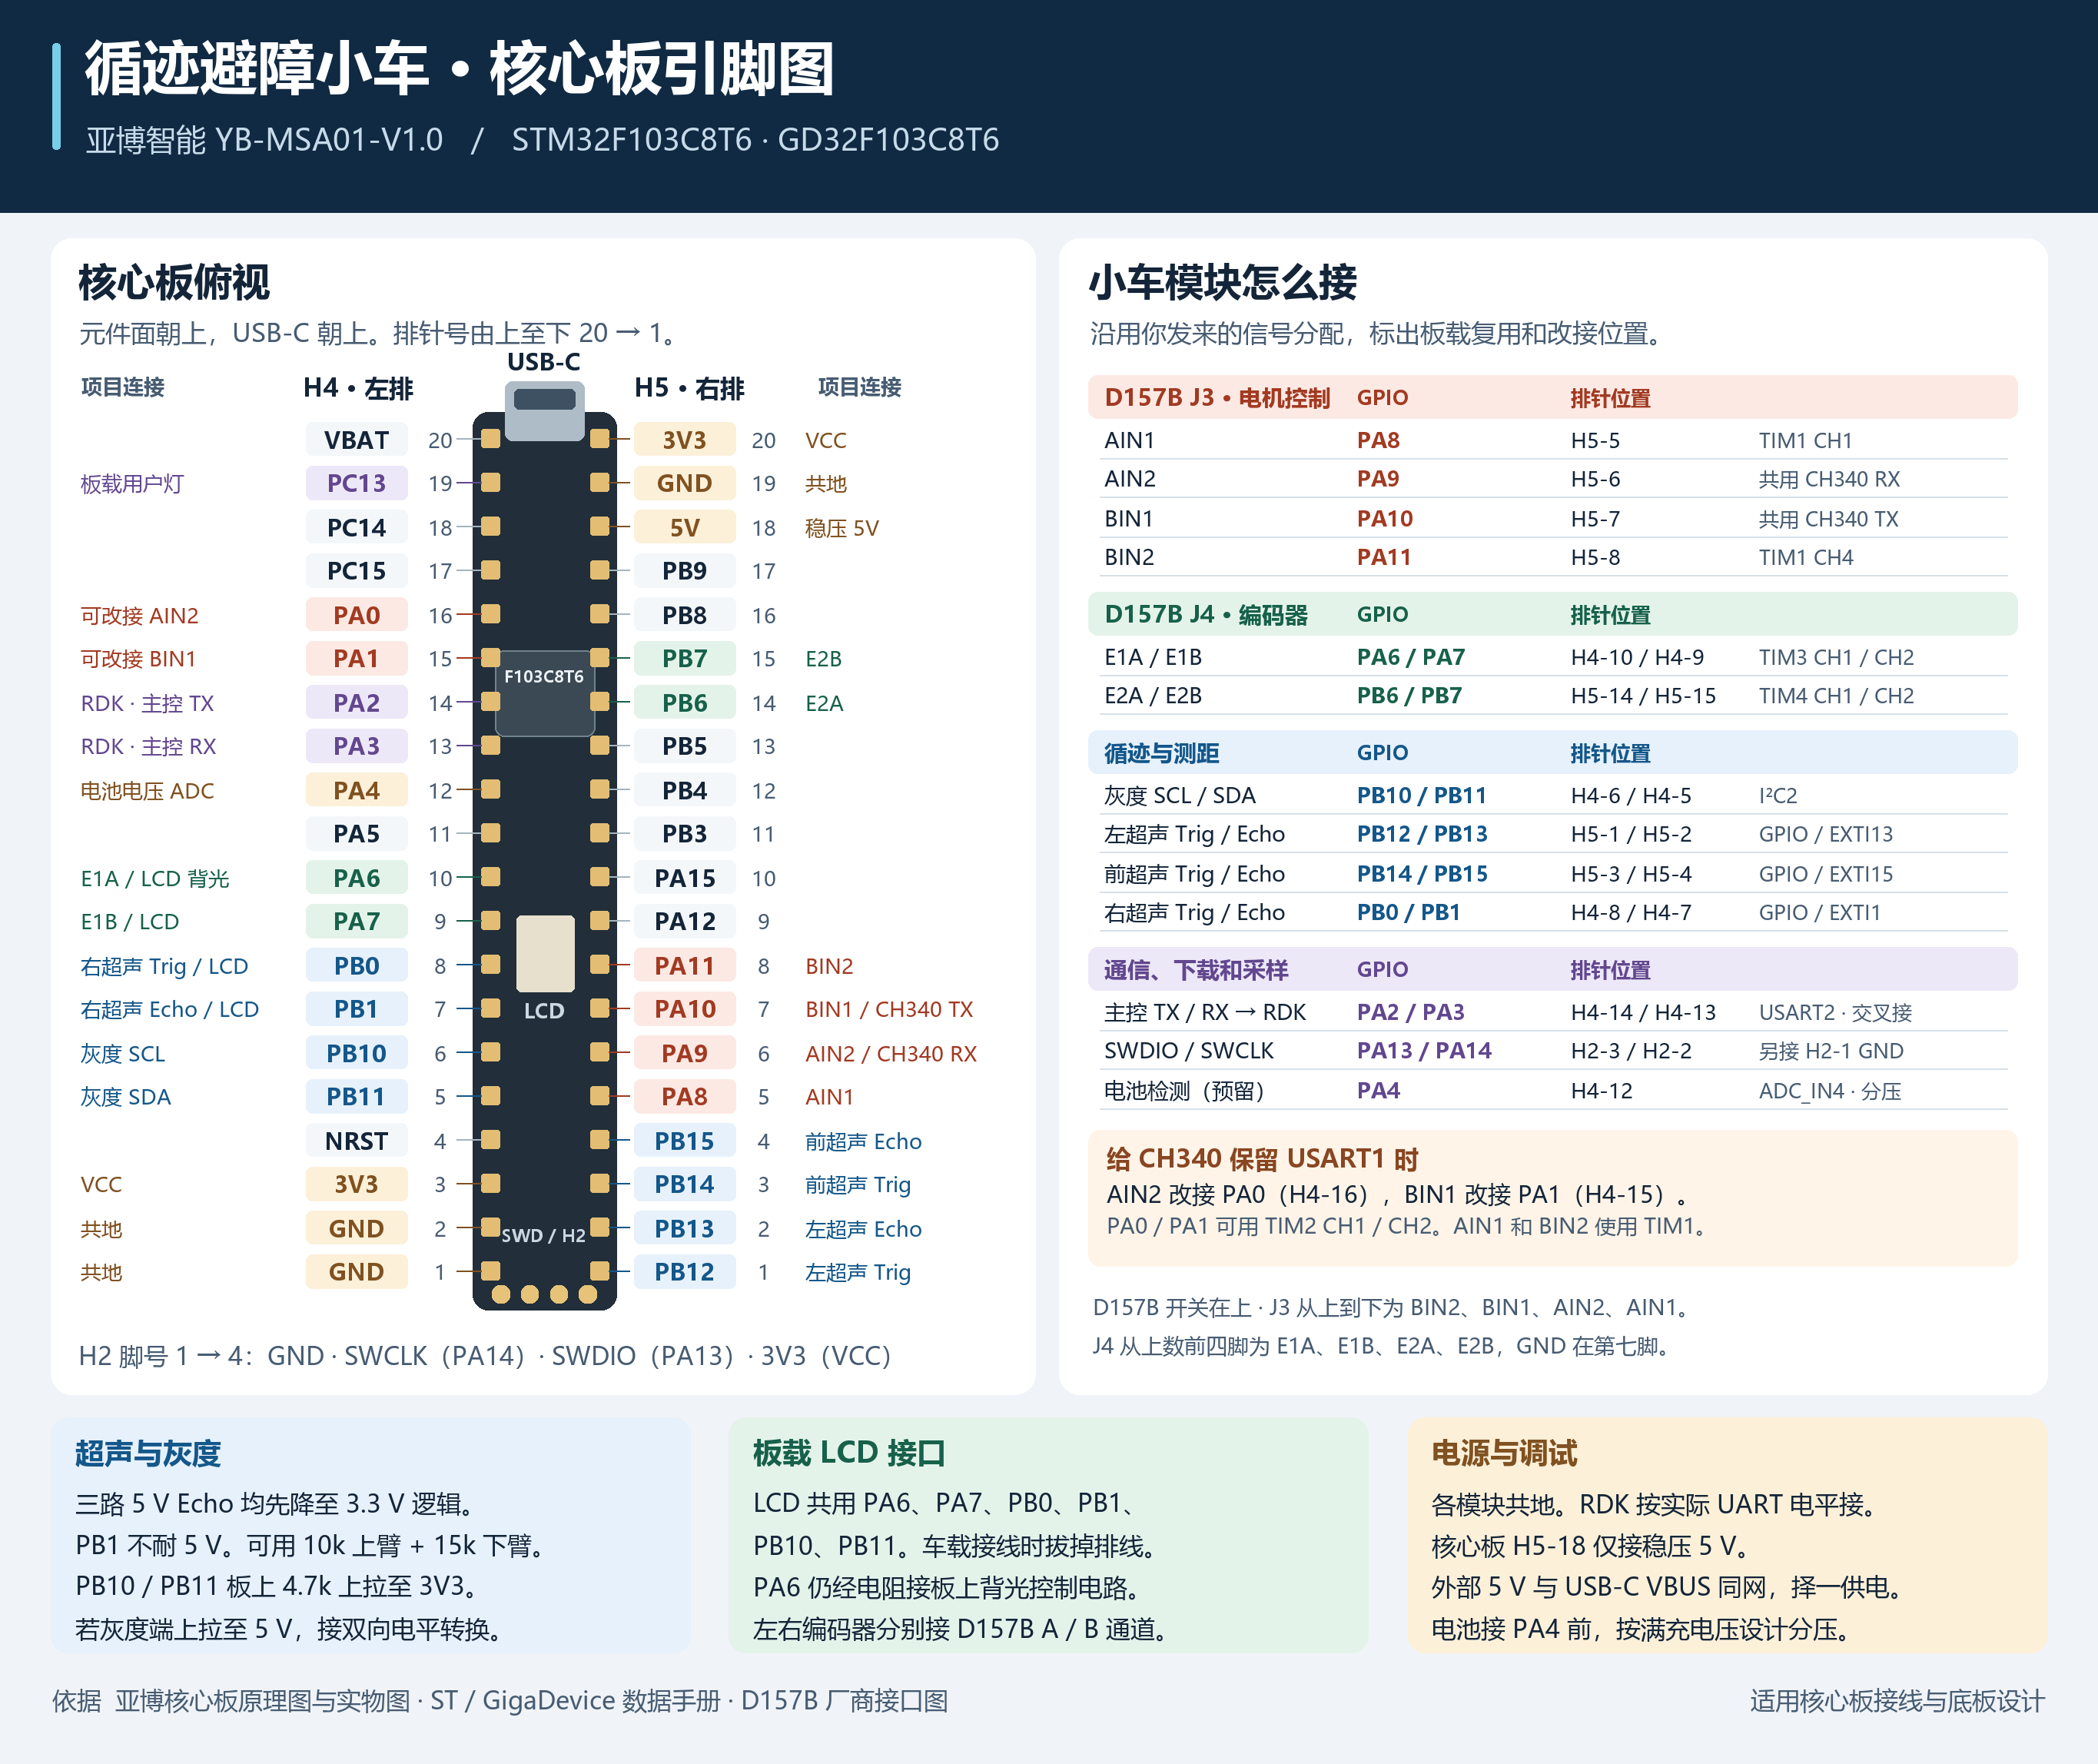 循迹避障小车 • 核心板引脚图
亚博智能 YB-MSA01-V1.0 / STM32F103C8T6 · GD32F103C8T6
核心板俯视
元件面朝上，USB-C 朝上。排针号由上至下 20 → 1。
USB-C
项目连接 H4 • 左排 H5 • 右排 项目连接
VBAT 20 3V3 20 VCC
板载用户灯 PC13 19 GND 19 共地
PC14 18 5V 18 稳压 5V
PC15 17 PB9 17
可改接 AIN2 PA0 16 PB8 16
可改接 BIN1 PA1 15 PB7 15 E2B
F103C8T6
RDK · 主控 TX PA2 14 PB6 14 E2A
RDK · 主控 RX PA3 13 PB5 13
电池电压 ADC PA4 12 PB4 12
PA5 11 PB3 11
E1A / LCD 背光 PA6 10 PA15 10
E1B / LCD PA7 9 PA12 9
右超声 Trig / LCD PB0 8 PA11 8 BIN2
右超声 Echo / LCD PB1 7 LCD PA10 7 BIN1 / CH340 TX
灰度 SCL PB10 6 PA9 6 AIN2 / CH340 RX
灰度 SDA PB11 5 PA8 5 AIN1
NRST 4 PB15 4 前超声 Echo
VCC 3V3 3 PB14 3 前超声 Trig
共地 GND 2 SWD / H2 PB13 2 左超声 Echo
共地 GND 1 PB12 1 左超声 Trig
H2 脚号 1 → 4：GND · SWCLK（PA14）· SWDIO（PA13）· 3V3（VCC）
小车模块怎么接
沿用你发来的信号分配，标出板载复用和改接位置。
D157B J3 • 电机控制 GPIO 排针位置
AIN1 PA8 H5-5 TIM1 CH1
AIN2 PA9 H5-6 共用 CH340 RX
BIN1 PA10 H5-7 共用 CH340 TX
BIN2 PA11 H5-8 TIM1 CH4
D157B J4 • 编码器 GPIO 排针位置
E1A / E1B PA6 / PA7 H4-10 / H4-9 TIM3 CH1 / CH2
E2A / E2B PB6 / PB7 H5-14 / H5-15 TIM4 CH1 / CH2
循迹与测距 GPIO 排针位置
灰度 SCL / SDA PB10 / PB11 H4-6 / H4-5 I²C2
左超声 Trig / Echo PB12 / PB13 H5-1 / H5-2 GPIO / EXTI13
前超声 Trig / Echo PB14 / PB15 H5-3 / H5-4 GPIO / EXTI15
右超声 Trig / Echo PB0 / PB1 H4-8 / H4-7 GPIO / EXTI1
通信、下载和采样 GPIO 排针位置
主控 TX / RX → RDK PA2 / PA3 H4-14 / H4-13 USART2 · 交叉接
SWDIO / SWCLK PA13 / PA14 H2-3 / H2-2 另接 H2-1 GND
电池检测（预留） PA4 H4-12 ADC_IN4 · 分压
给 CH340 保留 USART1 时
AIN2 改接 PA0（H4-16），BIN1 改接 PA1（H4-15）。
PA0 / PA1 可用 TIM2 CH1 / CH2。AIN1 和 BIN2 使用 TIM1。
D157B 开关在上 · J3 从上到下为 BIN2、BIN1、AIN2、AIN1。
J4 从上数前四脚为 E1A、E1B、E2A、E2B，GND 在第七脚。
超声与灰度
三路 5 V Echo 均先降至 3.3 V 逻辑。
PB1 不耐 5 V。可用 10k 上臂 + 15k 下臂。
PB10 / PB11 板上 4.7k 上拉至 3V3。
若灰度端上拉至 5 V，接双向电平转换。
板载 LCD 接口
LCD 共用 PA6、PA7、PB0、PB1、
PB10、PB11。车载接线时拔掉排线。
PA6 仍经电阻接板上背光控制电路。
左右编码器分别接 D157B A / B 通道。
电源与调试
各模块共地。RDK 按实际 UART 电平接。
核心板 H5-18 仅接稳压 5 V。
外部 5 V 与 USB-C VBUS 同网，择一供电。
电池接 PA4 前，按满充电压设计分压。
依据 亚博核心板原理图与实物图 · ST / GigaDevice 数据手册 · D157B 厂商接口图
适用核心板接线与底板设计